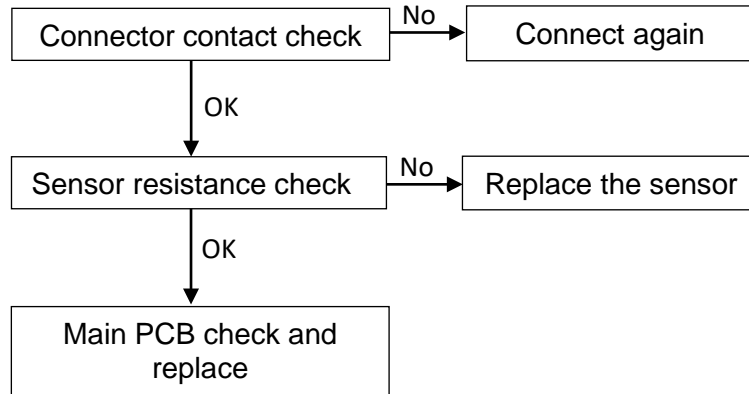 Connector contact check
No
Connect again
OK
Sensor resistance check
No
Replace the sensor
OK
Main PCB check and
replace